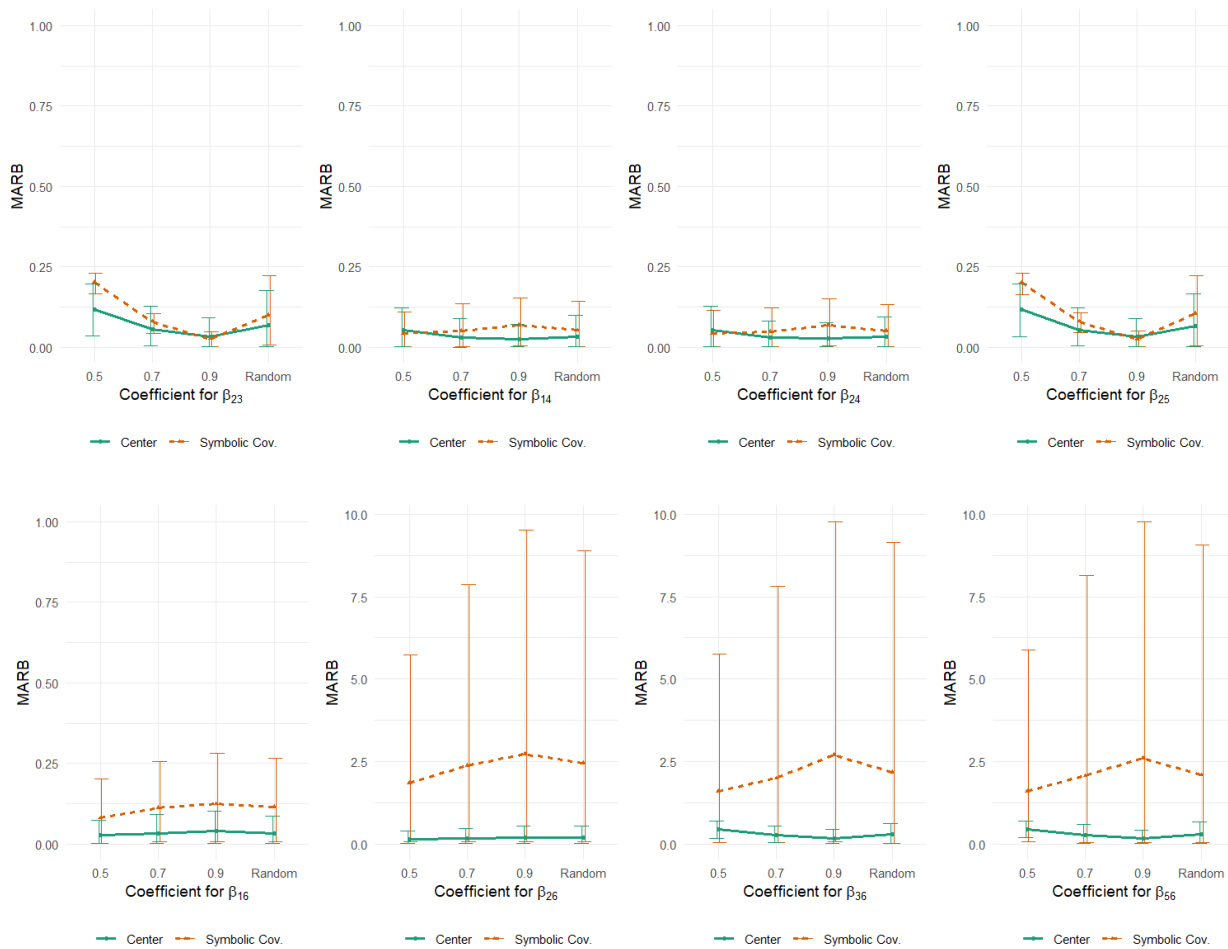 1.00
0.75
0.50
0.25
0.00
MARB
0.5 0.7 0.9 Random
Coefficient for β₂₃
Center Symbolic Cov.
1.00
0.75
0.50
0.25
0.00
MARB
0.5 0.7 0.9 Random
Coefficient for β₁₄
Center Symbolic Cov.
1.00
0.75
0.50
0.25
0.00
MARB
0.5 0.7 0.9 Random
Coefficient for β₂₄
Center Symbolic Cov.
1.00
0.75
0.50
0.25
0.00
MARB
0.5 0.7 0.9 Random
Coefficient for β₂₅
Center Symbolic Cov.
1.00
0.75
0.50
0.25
0.00
MARB
0.5 0.7 0.9 Random
Coefficient for β₁₆
Center Symbolic Cov.
10.0
7.5
5.0
2.5
0.0
MARB
0.5 0.7 0.9 Random
Coefficient for β₂₆
Center Symbolic Cov.
10.0
7.5
5.0
2.5
0.0
MARB
0.5 0.7 0.9 Random
Coefficient for β₃₆
Center Symbolic Cov.
10.0
7.5
5.0
2.5
0.0
MARB
0.5 0.7 0.9 Random
Coefficient for β₅₆
Center Symbolic Cov.